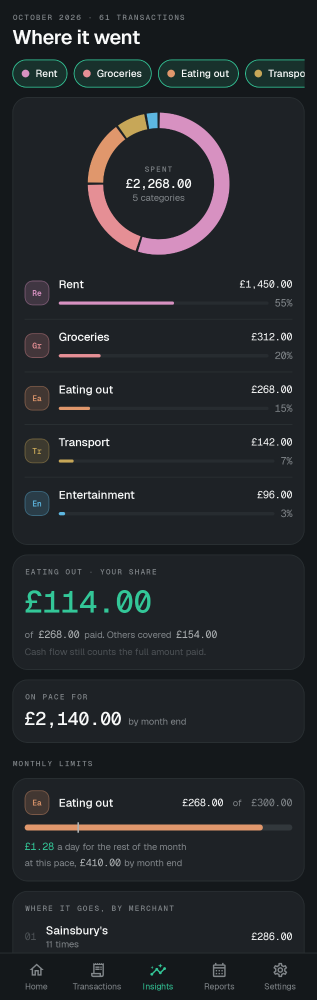 OCTOBER 2026 · 61 TRANSACTIONS
Where it went
Rent Groceries Eating out Transpo
SPENT
£2,268.00
5 categories
Re Rent £1,450.00
55%
Gr Groceries £312.00
20%
Ea Eating out £268.00
15%
Tr Transport £142.00
7%
En Entertainment £96.00
3%
EATING OUT · YOUR SHARE
£114.00
of £268.00 paid. Others covered £154.00
Cash flow still counts the full amount paid.
ON PACE FOR
£2,140.00 by month end
MONTHLY LIMITS
Ea Eating out £268.00 of £300.00
£1.28 a day for the rest of the month
at this pace, £410.00 by month end
WHERE IT GOES, BY MERCHANT
01 Sainsbury's £286.00
11 times
Home Transactions Insights Reports Settings